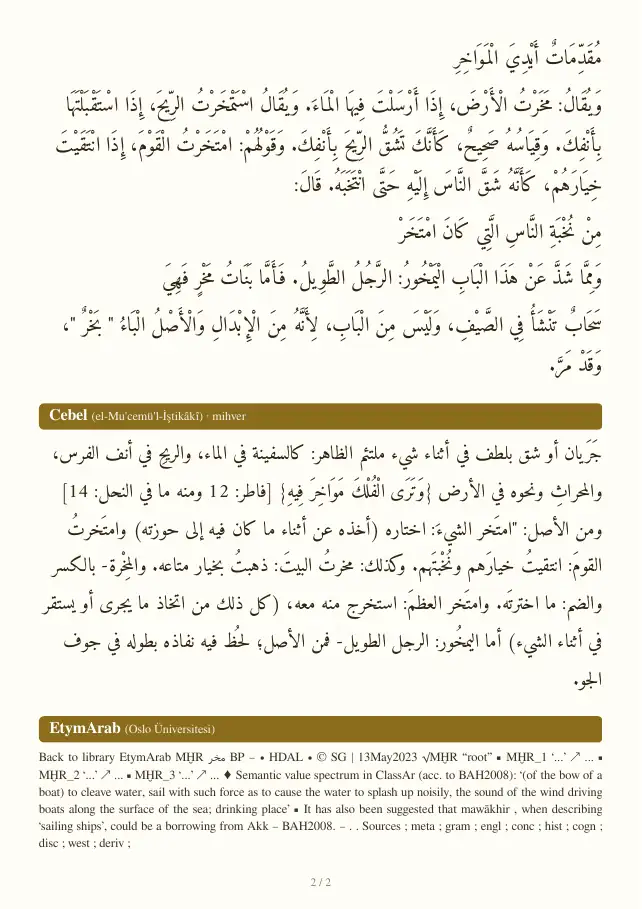 مُقَدِّمَاتٌ أَيْدِيَ الْمَوَاخِرِ
وَيُقَالُ: مَخَرْتُ الْأَرْضَ، إِذَا أَرْسَلْتَ فِيهَا الْمَاءَ. وَيُقَالُ اسْتَمْخَرْتُ الرِّيحَ، إِذَا اسْتَقْبَلْتَهَا
بِأَنْفِكَ. وَقِيَاسُهُ صَحِيحٌ، كَأَنَّكَ تَشُقُّ الرِّيحَ بِأَنْفِكَ. وَقَوْلُهُمْ: امْتَخَرْتُ الْقَوْمَ، إِذَا انْتَقَيْتَ
خِيَارَهُمْ، كَأَنَّهُ شَقَّ النَّاسَ إِلَيْهِ حَتَّى انْتَخَبَهُ. قَالَ:
مِنْ نُخْبَةِ النَّاسِ الَّتِي كَانَ امْتَخَرْ
وَمِمَّا شَذَّ عَنْ هَذَا الْبَابِ الْيَمْخُورُ: الرَّجُلُ الطَّوِيلُ. فَأَمَّا بَنَاتُ مَخْرٍ فَهِيَ
سَحَابٌ تَنْشَأُ فِي الصَّيْفِ، وَلَيْسَ مِنَ الْبَابِ، لِأَنَّهُ مِنَ الْإِبْدَالِ وَالْأَصْلُ الْبَاءُ " بَخْرٌ "،
وَقَدْ مَرَّ.
Cebel (el-Mu'cemü'l-İştikâkî) · mihver
جَرَيان أو شق بلطف في أثناء شيء ملتئم الظاهر: كالسفينة في الماء، والريحِ في أنف الفرس،
والمحراثِ ونحوه في الأرض {وَتَرَى الْفُلْكَ مَوَاخِرَ فِيهِ} [فاطر: 12 ومنه ما في النحل: 14]
ومن الأصل: "امتَخر الشيءَ: اختاره (أخذه عن أثناء ما كان فيه إلى حوزته) وامتَخرتُ
القومَ: انتقيتُ خيارَهم ونُخْبتَهم. وكذلك: مخرتُ البيتَ: ذهبتُ بخيار متاعه. والمِخْرة- بالكسر
والضم: ما اخترتَه. وامتَخر العظمَ: استخرج منه معه، (كل ذلك من اتخاذ ما يجرى أو يستقر
في أثناء الشيء) أما اليمخُور: الرجل الطويل- فمن الأصل؛ لحُظ فيه نفاذه بطوله في جوف
الجو.
EtymArab (Oslo Üniversitesi)
Back to library EtymArab MḪR مخر BP – • HDAL • © SG | 13May2023 √MḪR “root” ▪ MḪR_1 ‘...’ ↗ ... ▪
MḪR_2 ‘...’ ↗ ... ▪ MḪR_3 ‘...’ ↗ ... ♦ Semantic value spectrum in ClassAr (acc. to BAH2008): ‘(of the bow of a
boat) to cleave water, sail with such force as to cause the water to splash up noisily, the sound of the wind driving
boats along the surface of the sea; drinking place’ ▪ It has also been suggested that mawākhir , when describing
‘sailing ships’, could be a borrowing from Akk – BAH2008. – . . Sources ; meta ; gram ; engl ; conc ; hist ; cogn ;
disc ; west ; deriv ;
2 / 2